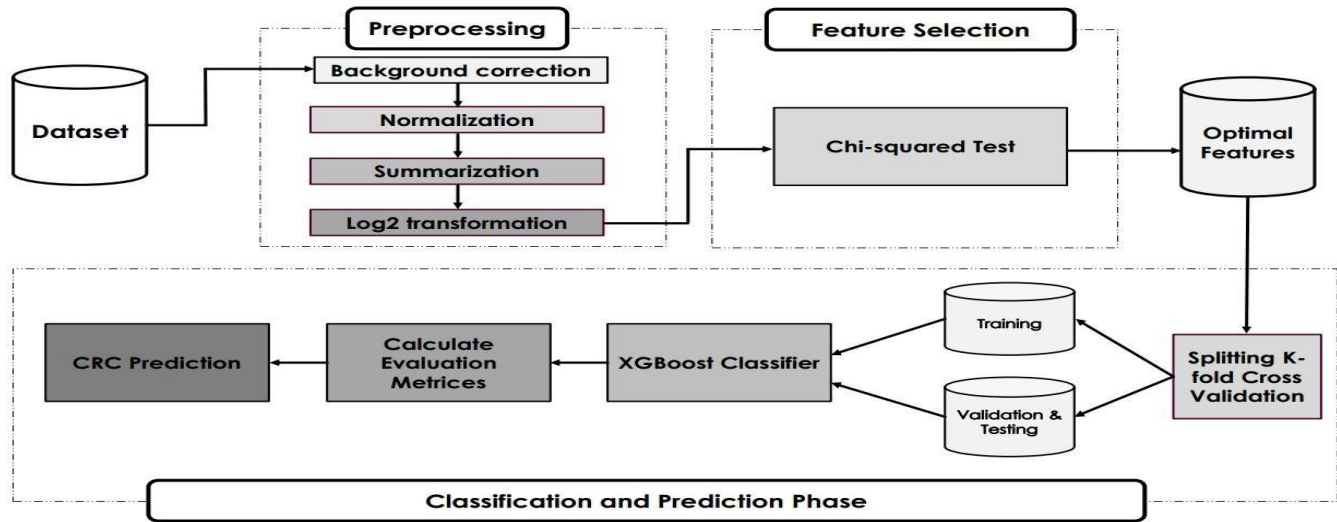 Preprocessing
Feature Selection
Dataset
Background correction
Normalization
Summarization
Log2 transformation
Chi-squared Test
Optimal
Features
Splitting K-
fold Cross
Validation
Training
Validation &
Testing
XGBoost Classifier
Calculate
Evaluation
Metrices
CRC Prediction
Classification and Prediction Phase